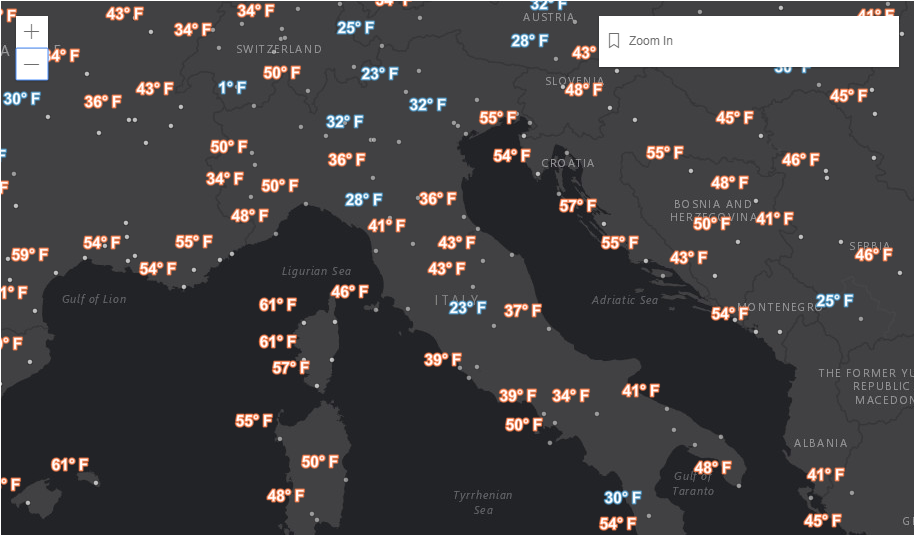 43° F
34° F
32° F
AUSTRIA
34° F
25° F
28° F
43°
Zoom In
SWITZERLAND
50° F
23° F
SLOVENIA
48° F
43° F
1° F
30° F
36° F
32° F
45° F
55° F
45° F
32° F
50° F
36° F
54° F
CROATIA
55° F
46° F
34° F
50° F
48° F
28° F
36° F
57° F
BOSNIA AND
HERZEGOVINA
48° F
50° F
41° F
41° F
54° F
55° F
43° F
55° F
SERBIA
59° F
54° F
43° F
43° F
46° F
Gulf of Lion
Ligurian Sea
46° F
61° F
ITALY
23° F
37° F
Adriatic Sea
MONTENEGRO
54° F
25° F
61° F
57° F
39° F
THE FORMER YU
REPUBLIC
MACEDON
39° F
34° F
41° F
55° F
50° F
ALBANIA
61° F
50° F
48° F
Gulf of
Taranto
41° F
48° F
Tyrrhenian
Sea
30° F
54° F
45° F